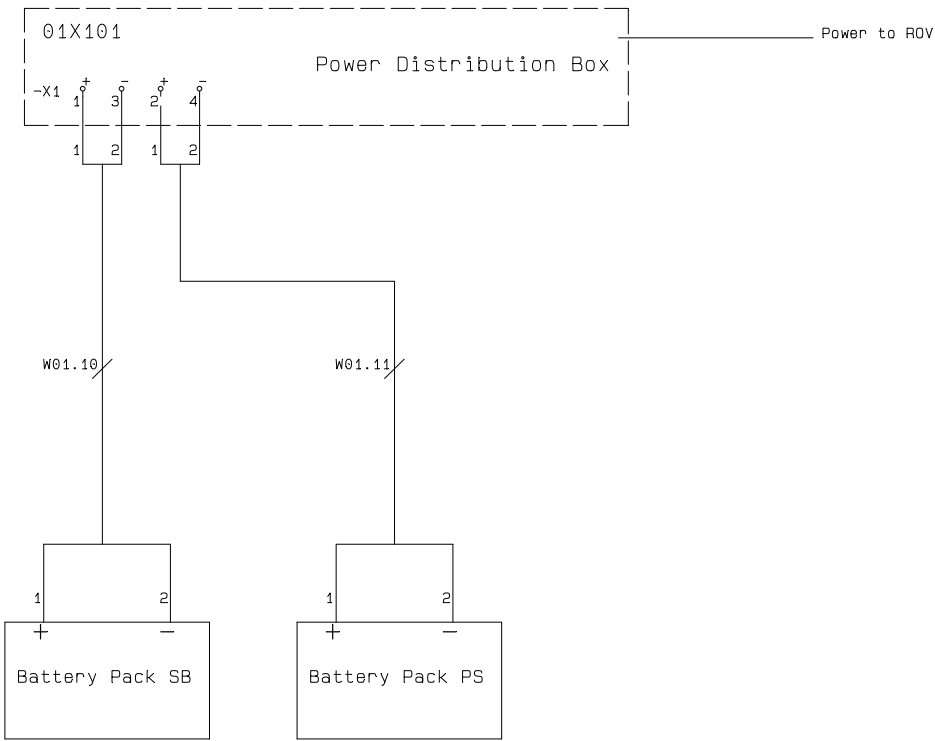 01X101
Power to ROV
Power Distribution Box
-X1
+ - + -
1 3 2 4
1 2 1 2
W01.10 W01.11
1 2 1 2
+ - + -
Battery Pack SB
Battery Pack PS